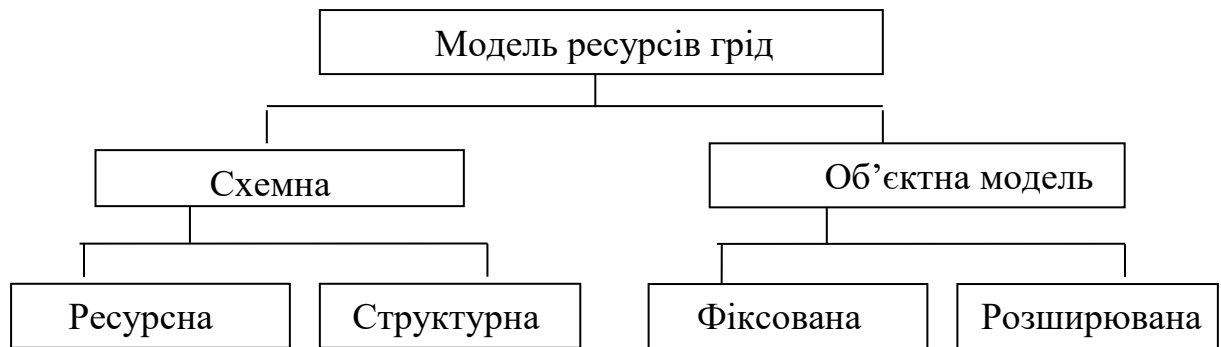 Модель ресурсів грід
Схемна
Об’єктна модель
Ресурсна
Структурна
Фіксована
Розширювана